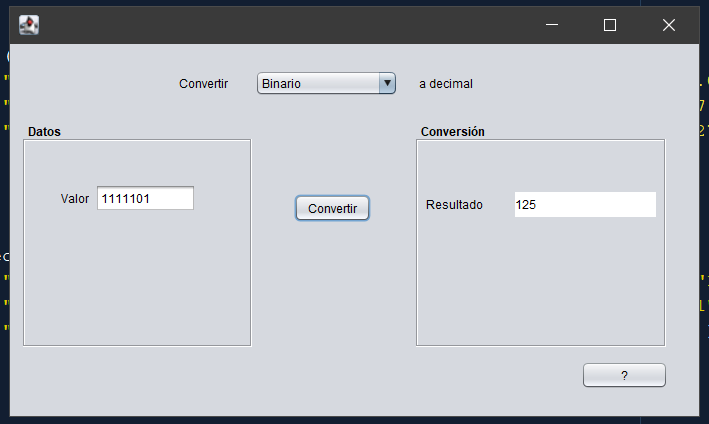 Convertir Binario a decimal
Datos
Conversión
Valor 1111101
Convertir
Resultado 125
?